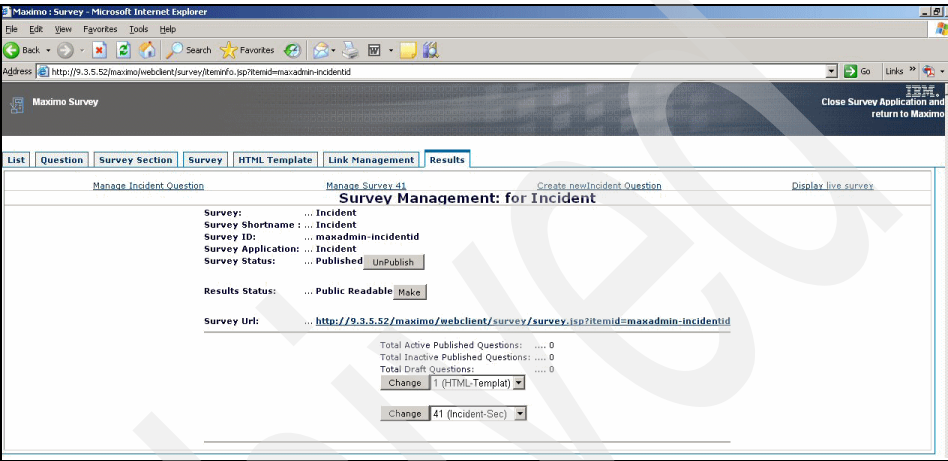 Maximo : Survey - Microsoft Internet Explorer
File Edit View Favorites Tools Help
Back Search Favorites
Address http://9.3.5.52/maximo/webclient/survey/iteminfo.jsp?itemid=maxadmin-incidentid Go Links »
IBM.
Maximo Survey
Close Survey Application and
return to Maximo
List Question Survey Section Survey HTML Template Link Management Results
Manage Incident Question Manage Survey 41 Create newIncident Question Display live survey
Survey Management: for Incident
Survey: ... Incident
Survey Shortname : ... Incident
Survey ID: ... maxadmin-incidentid
Survey Application: ... Incident
Survey Status: ... Published UnPublish
Results Status: ... Public Readable Make
Survey Url: ... http://9.3.5.52/maximo/webclient/survey/survey.jsp?itemid=maxadmin-incidentid
Total Active Published Questions: .... 0
Total Inactive Published Questions: .... 0
Total Draft Questions: .... 0
Change 1 (HTML-Templat)
Change 41 (Incident-Sec)